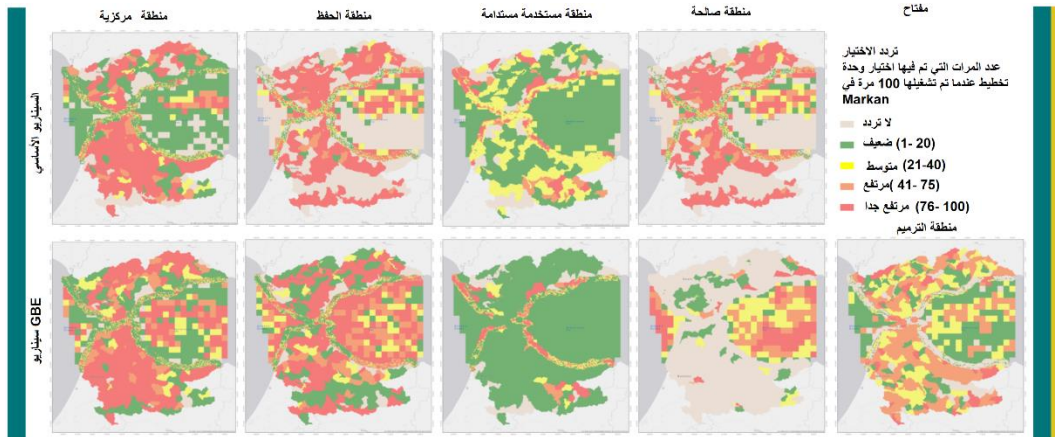 منطقة مركزية
منطقة الحفظ
منطقة مستخدمة مستدامة
منطقة صالحة
مفتاح
السيناريو الأساسي
تردد الاختيار
عدد المرات التي تم فيها اختيار وحدة
تخطيط عندما تم تشغيلها 100 مرة في
Markan
لا تردد
ضعيف (1- 20)
متوسط (21-40)
مرتفع (41 -75)
مرتفع جدا (76- 100)
منطقة الترميم
سيناريو GBE